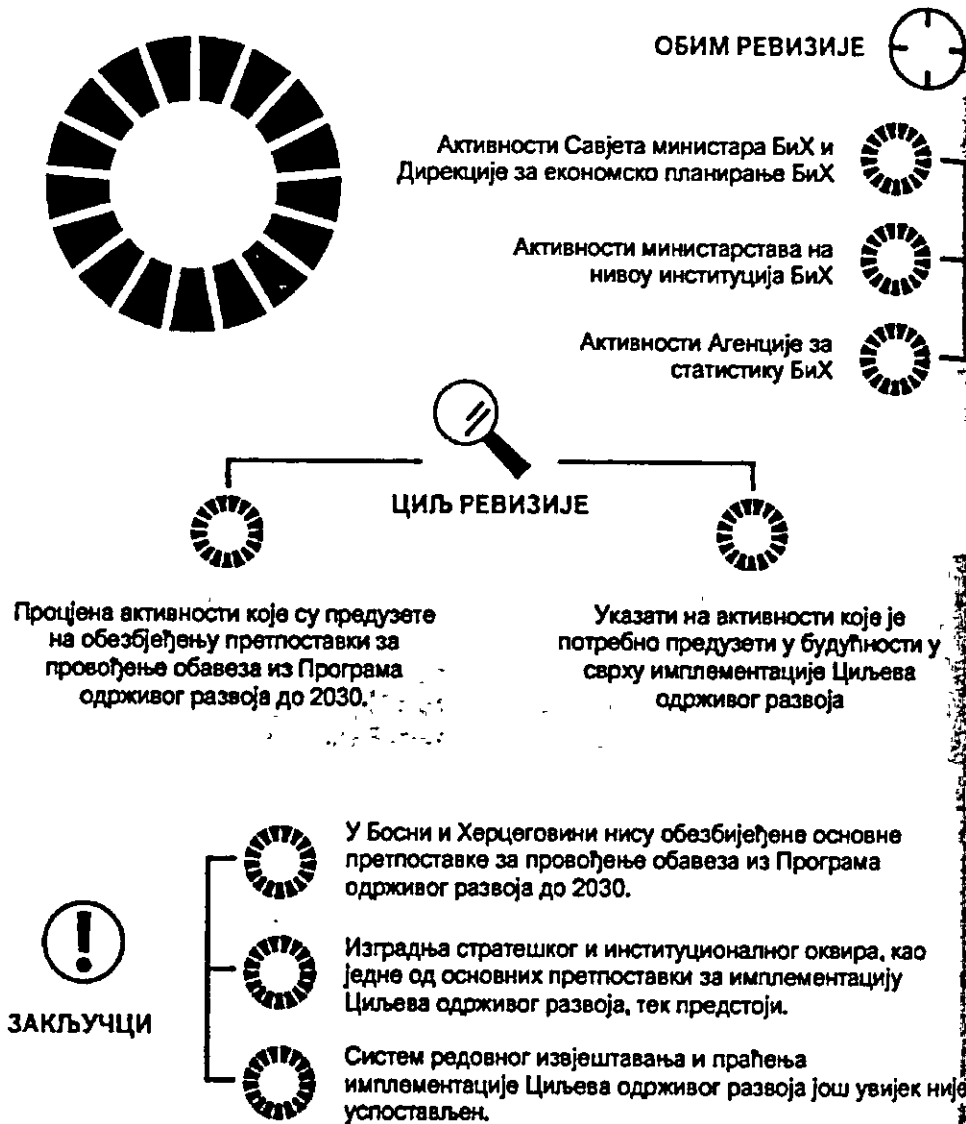 ОБИМ РЕВИЗИЈЕ
Активности Савјета министара БиХ и
Дирекције за економско планирање БиХ
Активности министарстава на
нивоу институција БиХ
Активности Агенције за
статистику БиХ
ЦИЉ РЕВИЗИЈЕ
Процјена активности које су предузете
на обезбјеђењу претпоставки за
провођење обавеза из Програма
одрживог развоја до 2030.
Указати на активности које је
потребно предузети у будућности у
сврху имплементације Циљева
одрживог развоја
ЗАКЉУЧЦИ
У Босни и Херцеговини нису обезбијеђене основне
претпоставке за провођење обавеза из Програма
одрживог развоја до 2030.
Изградња стратешког и институционалног оквира, као
једне од основних претпоставки за имплементацију
Циљева одрживог развоја, тек предстоји.
Систем редовног извјештавања и праћења
имплементације Циљева одрживог развоја још увијек није
успостављен.